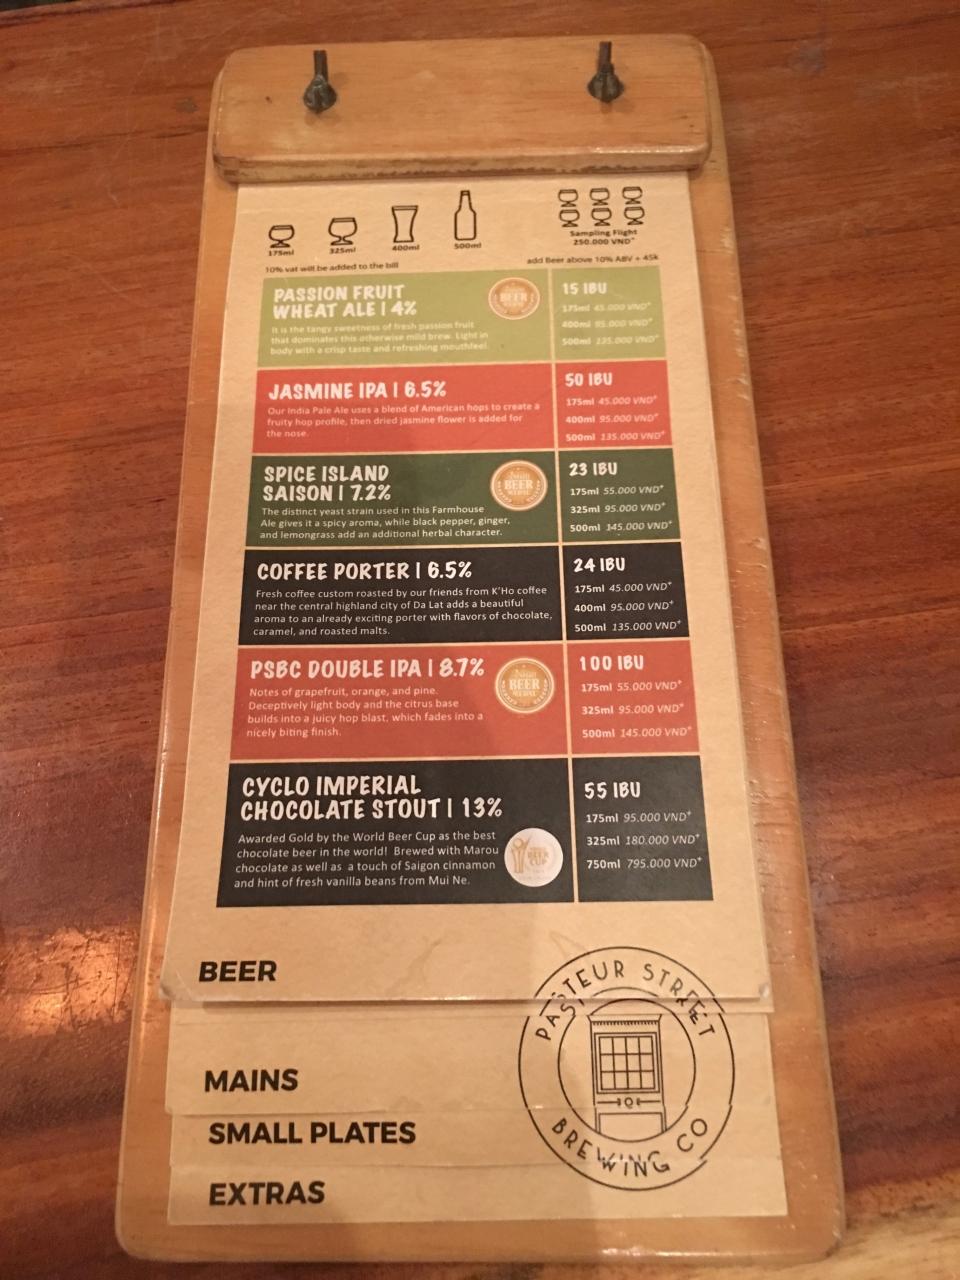 175ml
325ml
400ml
500ml
Sampling Flight
250.000 VND+
10% vat will be added to the bill
add Beer above 10% ABV + 45k
PASSION FRUIT
WHEAT ALE | 4%
It is the tangy sweetness of fresh passion fruit
that dominates this otherwise mild brew. Light in
body with a crisp taste and refreshing mouthfeel.
BEER
15 IBU
175ml 45.000 VND+
400ml 95.000 VND+
500ml 135.000 VND+
JASMINE IPA | 6.5%
Our India Pale Ale uses a blend of American hops to create a
fruity hop profile, then dried jasmine flower is added for
the nose.
50 IBU
175ml 45.000 VND+
400ml 95.000 VND+
500ml 135.000 VND+
SPICE ISLAND
SAISON | 7.2%
The distinct yeast strain used in this Farmhouse
Ale gives it a spicy aroma, while black pepper, ginger,
and lemongrass add an additional herbal character.
BEER
23 IBU
175ml 55.000 VND+
325ml 95.000 VND+
500ml 145.000 VND+
COFFEE PORTER | 6.5%
Fresh coffee custom roasted by our friends from K'Ho coffee
near the central highland city of Da Lat adds a beautiful
aroma to an already exciting porter with flavors of chocolate,
caramel, and roasted malts.
24 IBU
175ml 45.000 VND+
400ml 95.000 VND+
500ml 135.000 VND+
PSBC DOUBLE IPA | 8.7%
Notes of grapefruit, orange, and pine.
Deceptively light body and the citrus base
builds into a juicy hop blast, which fades into a
nicely biting finish.
BEER
100 IBU
175ml 55.000 VND+
325ml 95.000 VND+
500ml 145.000 VND+
CYCLO IMPERIAL
CHOCOLATE STOUT | 13%
Awarded Gold by the World Beer Cup as the best
chocolate beer in the world! Brewed with Marou
chocolate as well as a touch of Saigon cinnamon
and hint of fresh vanilla beans from Mui Ne.
BEER
CUP
55 IBU
175ml 95.000 VND+
325ml 180.000 VND+
750ml 795.000 VND+
BEER
PASTEUR STREET
BREWING CO
MAINS
SMALL PLATES
EXTRAS